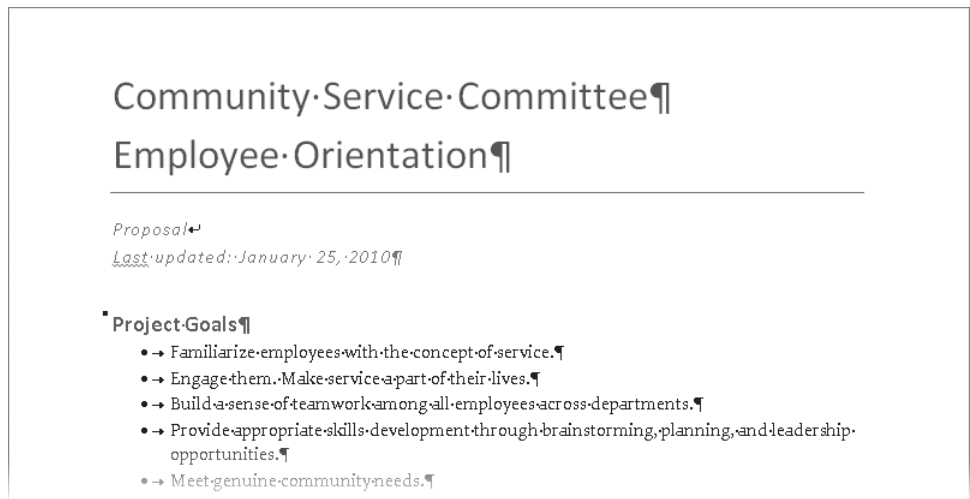 Community Service Committee¶
Employee Orientation¶
Proposal↵
Last updated: January 25, 2010¶
Project Goals¶
• → Familiarize employees with the concept of service.¶
• → Engage them. Make service a part of their lives.¶
• → Build a sense of teamwork among all employees across departments.¶
• → Provide appropriate skills development through brainstorming, planning, and leadership
opportunities.¶
• → Meet genuine community needs.¶